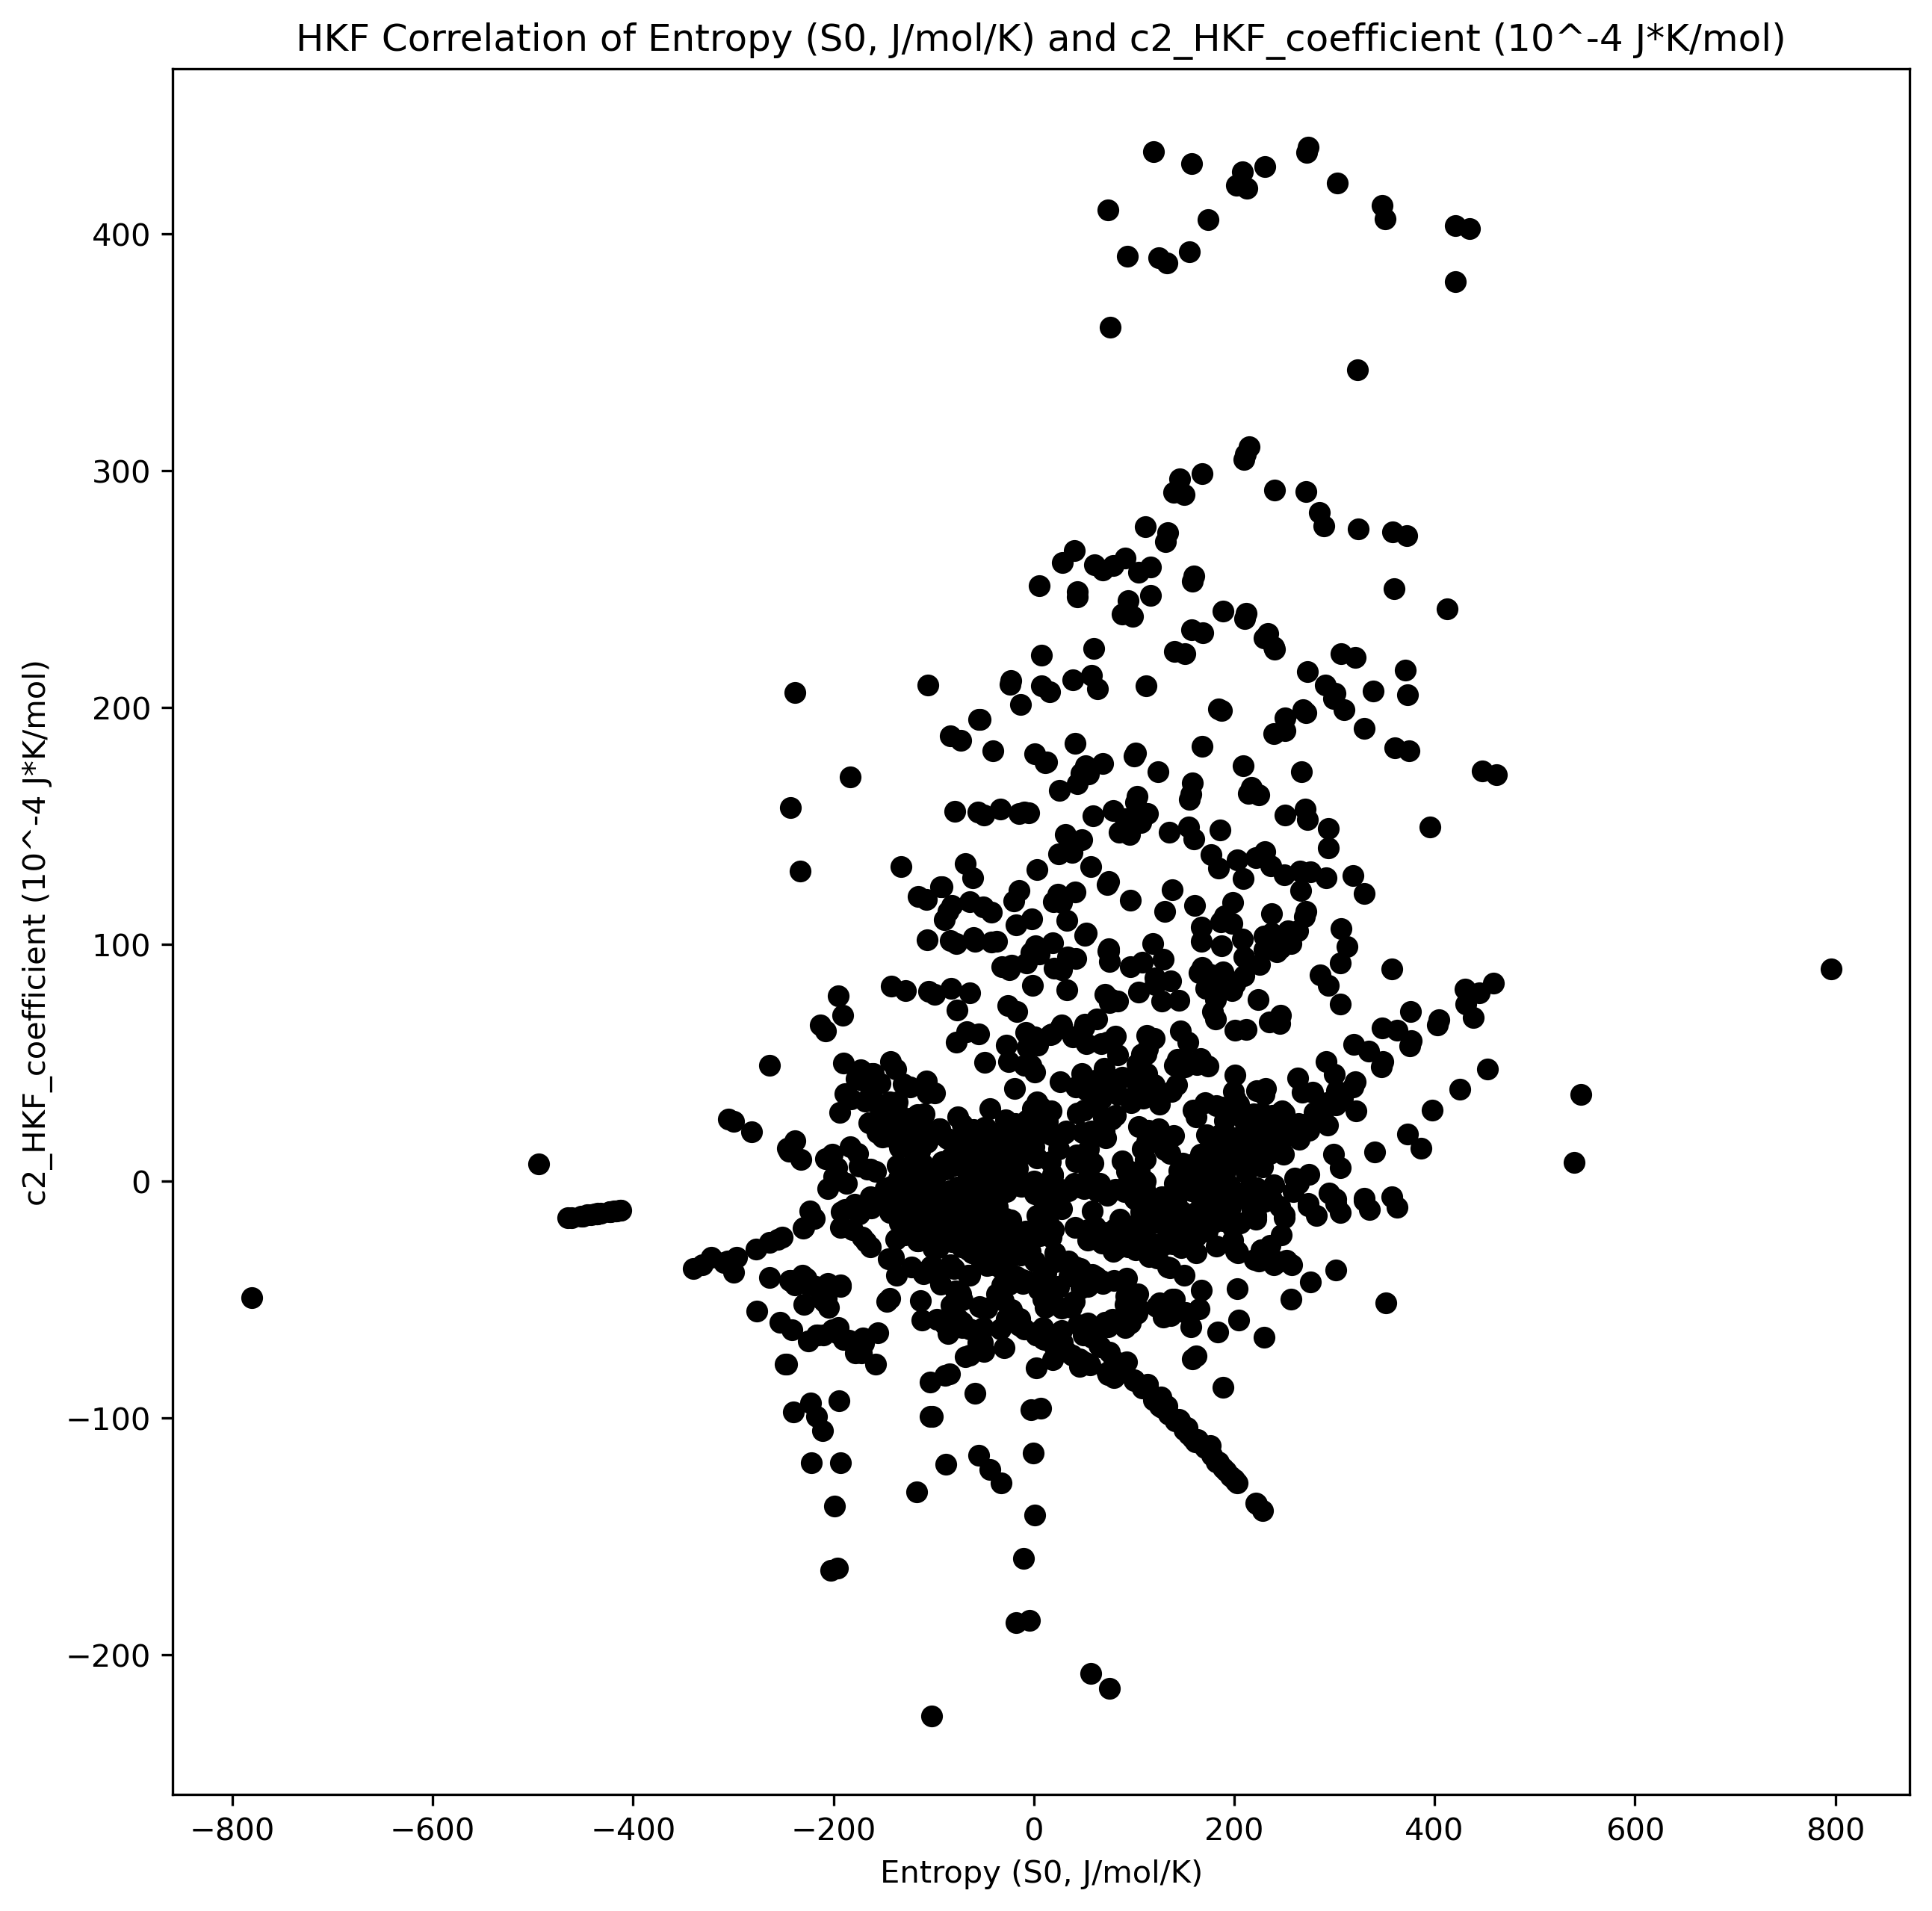 HKF Correlation of Entropy (S0, J/mol/K) and c2_HKF_coefficient (10^-4 J*K/mol)
c2_HKF_coefficient (10^-4 J*K/mol)
400
300
200
100
0
−100
−200
−800 −600 −400 −200 0 200 400 600 800
Entropy (S0, J/mol/K)